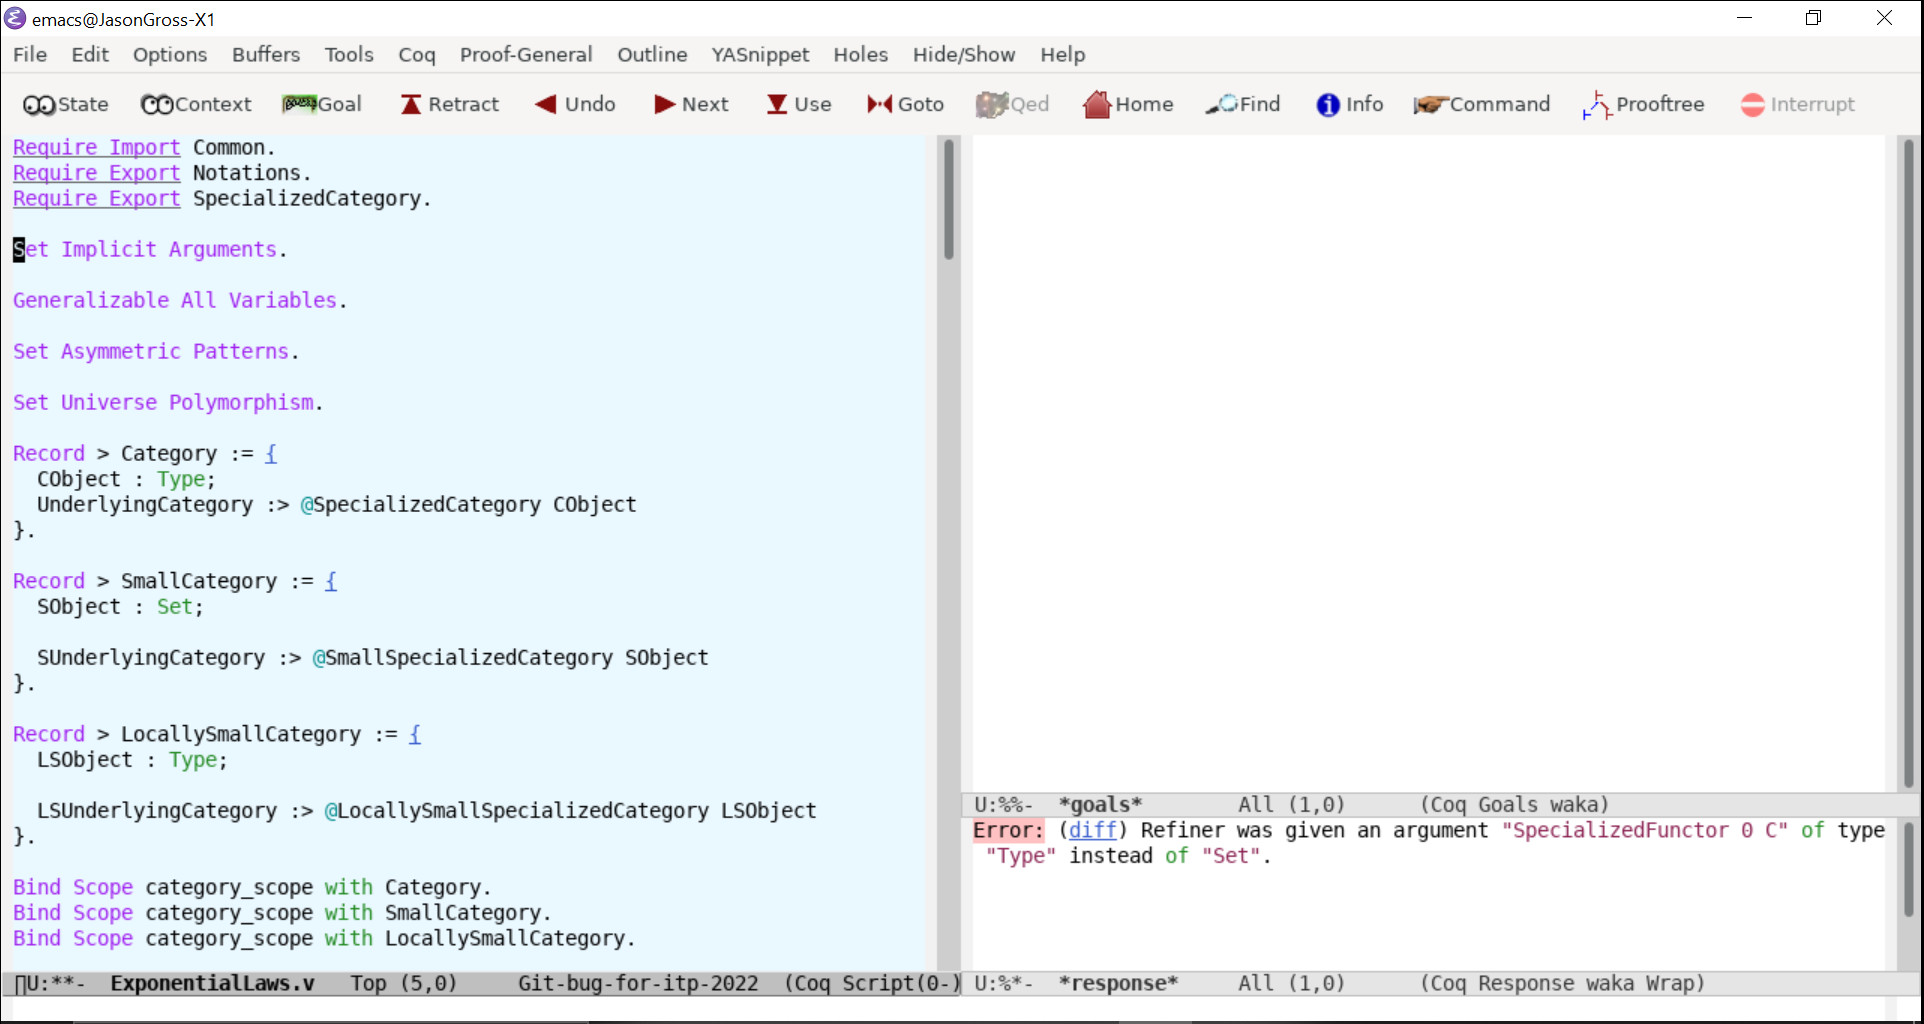 emacs@JasonGross-X1
File Edit Options Buffers Tools Coq Proof-General Outline YASnippet Holes Hide/Show Help
State Context Goal Retract Undo Next Use Goto Qed Home Find Info Command Prooftree Interrupt
Require Import Common.
Require Export Notations.
Require Export SpecializedCategory.
Set Implicit Arguments.
Generalizable All Variables.
Set Asymmetric Patterns.
Set Universe Polymorphism.
Record > Category := {
  CObject : Type;
  UnderlyingCategory :> @SpecializedCategory CObject
}.
Record > SmallCategory := {
  SObject : Set;
  SUnderlyingCategory :> @SmallSpecializedCategory SObject
}.
Record > LocallySmallCategory := {
  LSObject : Type;
  LSUnderlyingCategory :> @LocallySmallSpecializedCategory LSObject
}.
Bind Scope category_scope with Category.
Bind Scope category_scope with SmallCategory.
Bind Scope category_scope with LocallySmallCategory.
U:**-  ExponentialLaws.v   Top (5,0)     Git-bug-for-itp-2022  (Coq Script(0-)
U:%%-  *goals*        All (1,0)      (Coq Goals waka)
Error: (diff) Refiner was given an argument "SpecializedFunctor 0 C" of type
"Type" instead of "Set".
U:%*-  *response*     All (1,0)      (Coq Response waka Wrap)